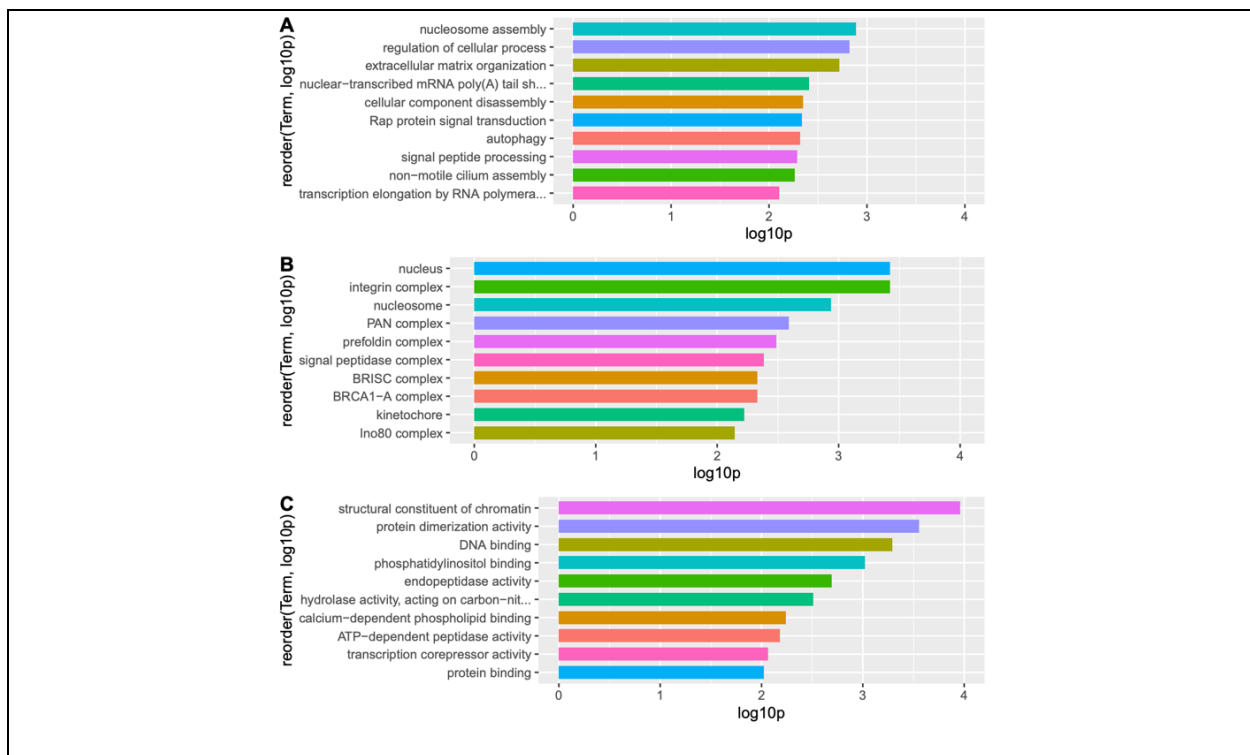 A
reorder(Term, log10p)
nucleosome assembly
regulation of cellular process
extracellular matrix organization
nuclear−transcribed mRNA poly(A) tail sh...
cellular component disassembly
Rap protein signal transduction
autophagy
signal peptide processing
non−motile cilium assembly
transcription elongation by RNA polymera...
0 1 2 3 4
log10p
B
reorder(Term, log10p)
nucleus
integrin complex
nucleosome
PAN complex
prefoldin complex
signal peptidase complex
BRISC complex
BRCA1−A complex
kinetochore
Ino80 complex
0 1 2 3 4
log10p
C
reorder(Term, log10p)
structural constituent of chromatin
protein dimerization activity
DNA binding
phosphatidylinositol binding
endopeptidase activity
hydrolase activity, acting on carbon−nit...
calcium−dependent phospholipid binding
ATP−dependent peptidase activity
transcription corepressor activity
protein binding
0 1 2 3 4
log10p